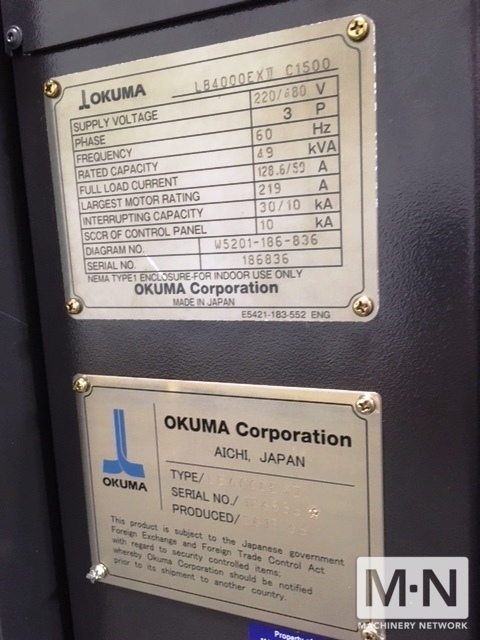 OKUMA LB4000EXII C1500
SUPPLY VOLTAGE 220/480 V
PHASE 3 P
FREQUENCY 60 Hz
RATED CAPACITY 49 kVA
FULL LOAD CURRENT 128.6/59 A
LARGEST MOTOR RATING 219 A
INTERRUPTING CAPACITY 30/10 kA
SCCR OF CONTROL PANEL 10 kA
DIAGRAM NO. W5201-186-836
SERIAL NO. 186836
NEMA TYPE1 ENCLOSURE-FOR INDOOR USE ONLY
OKUMA Corporation
MADE IN JAPAN
E5421-183-552 ENG
OKUMA
OKUMA Corporation
AICHI, JAPAN
TYPE/
SERIAL NO./
PRODUCED/
This product is subject to the Japanese government
Foreign Exchange and Foreign Trade Control Act
with regard to security controlled items;
whereby Okuma Corporation should be notified
prior to its shipment to another country.
Property of
M·N
MACHINERY NETWORK